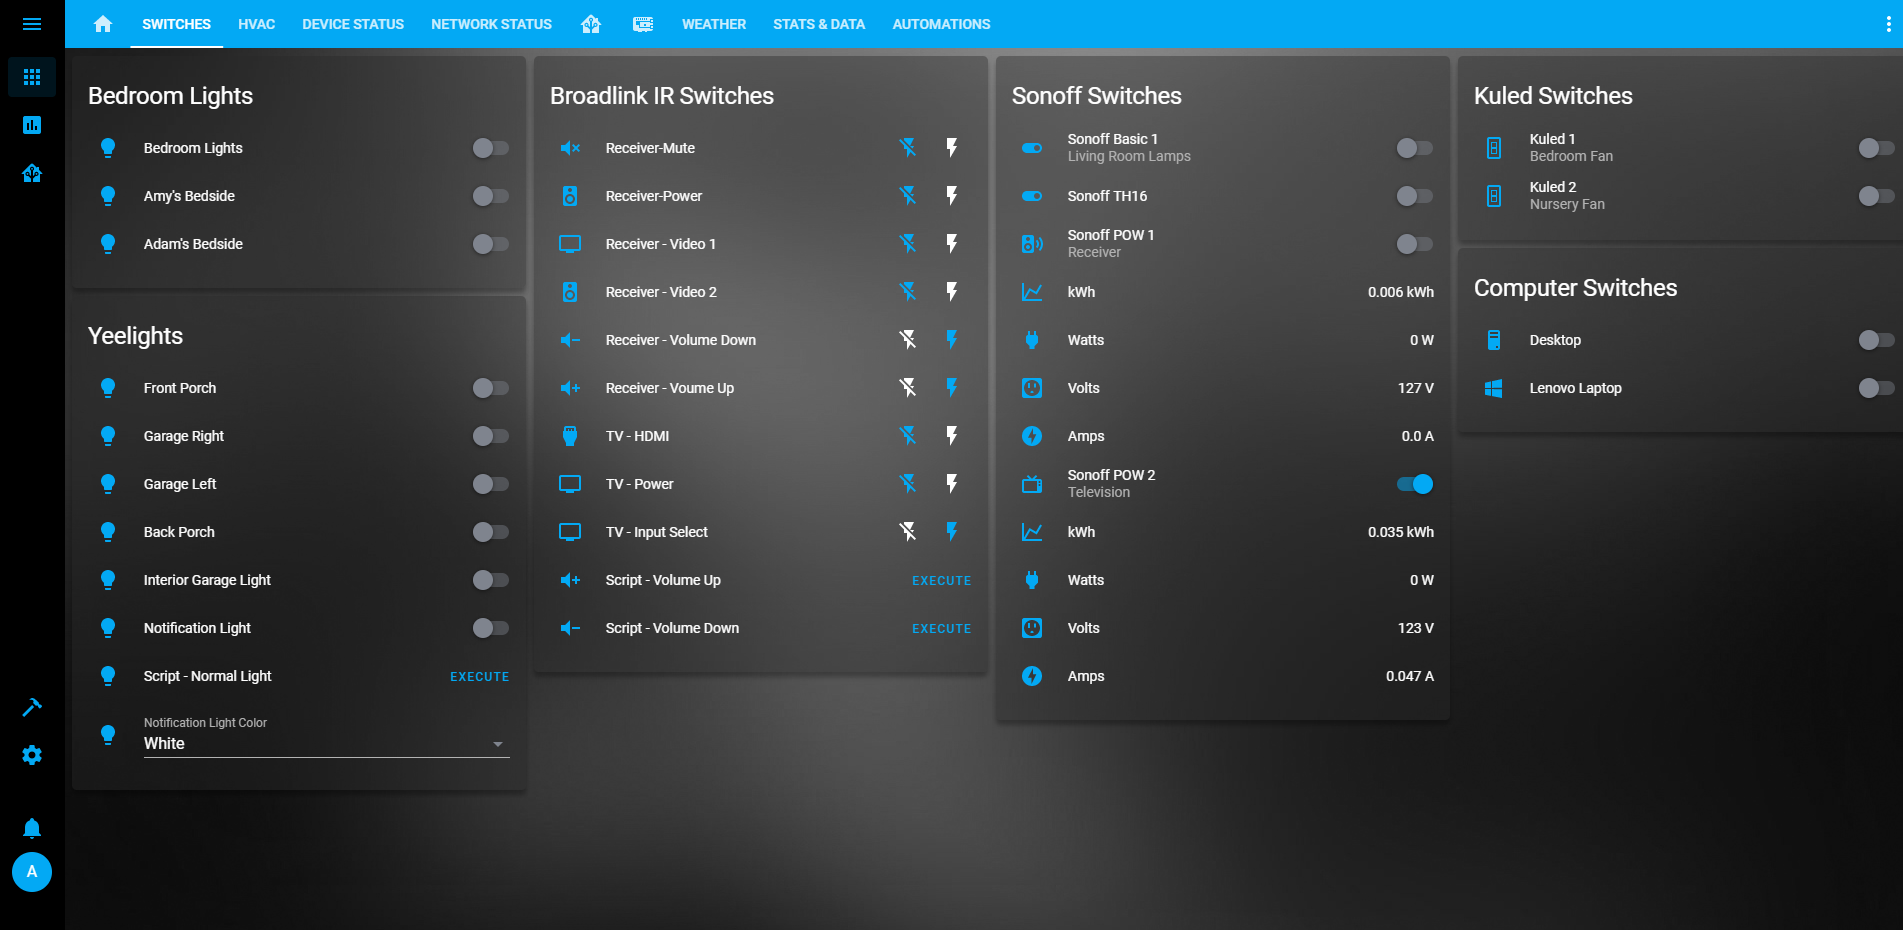 SWITCHES HVAC DEVICE STATUS NETWORK STATUS WEATHER STATS & DATA AUTOMATIONS
Bedroom Lights
Bedroom Lights
Amy's Bedside
Adam's Bedside
Yeelights
Front Porch
Garage Right
Garage Left
Back Porch
Interior Garage Light
Notification Light
Script - Normal Light EXECUTE
Notification Light Color
White
Broadlink IR Switches
Receiver-Mute
Receiver-Power
Receiver - Video 1
Receiver - Video 2
Receiver - Volume Down
Receiver - Voume Up
TV - HDMI
TV - Power
TV - Input Select
Script - Volume Up EXECUTE
Script - Volume Down EXECUTE
Sonoff Switches
Sonoff Basic 1
Living Room Lamps
Sonoff TH16
Sonoff POW 1
Receiver
kWh 0.006 kWh
Watts 0 W
Volts 127 V
Amps 0.0 A
Sonoff POW 2
Television
kWh 0.035 kWh
Watts 0 W
Volts 123 V
Amps 0.047 A
Kuled Switches
Kuled 1
Bedroom Fan
Kuled 2
Nursery Fan
Computer Switches
Desktop
Lenovo Laptop
A